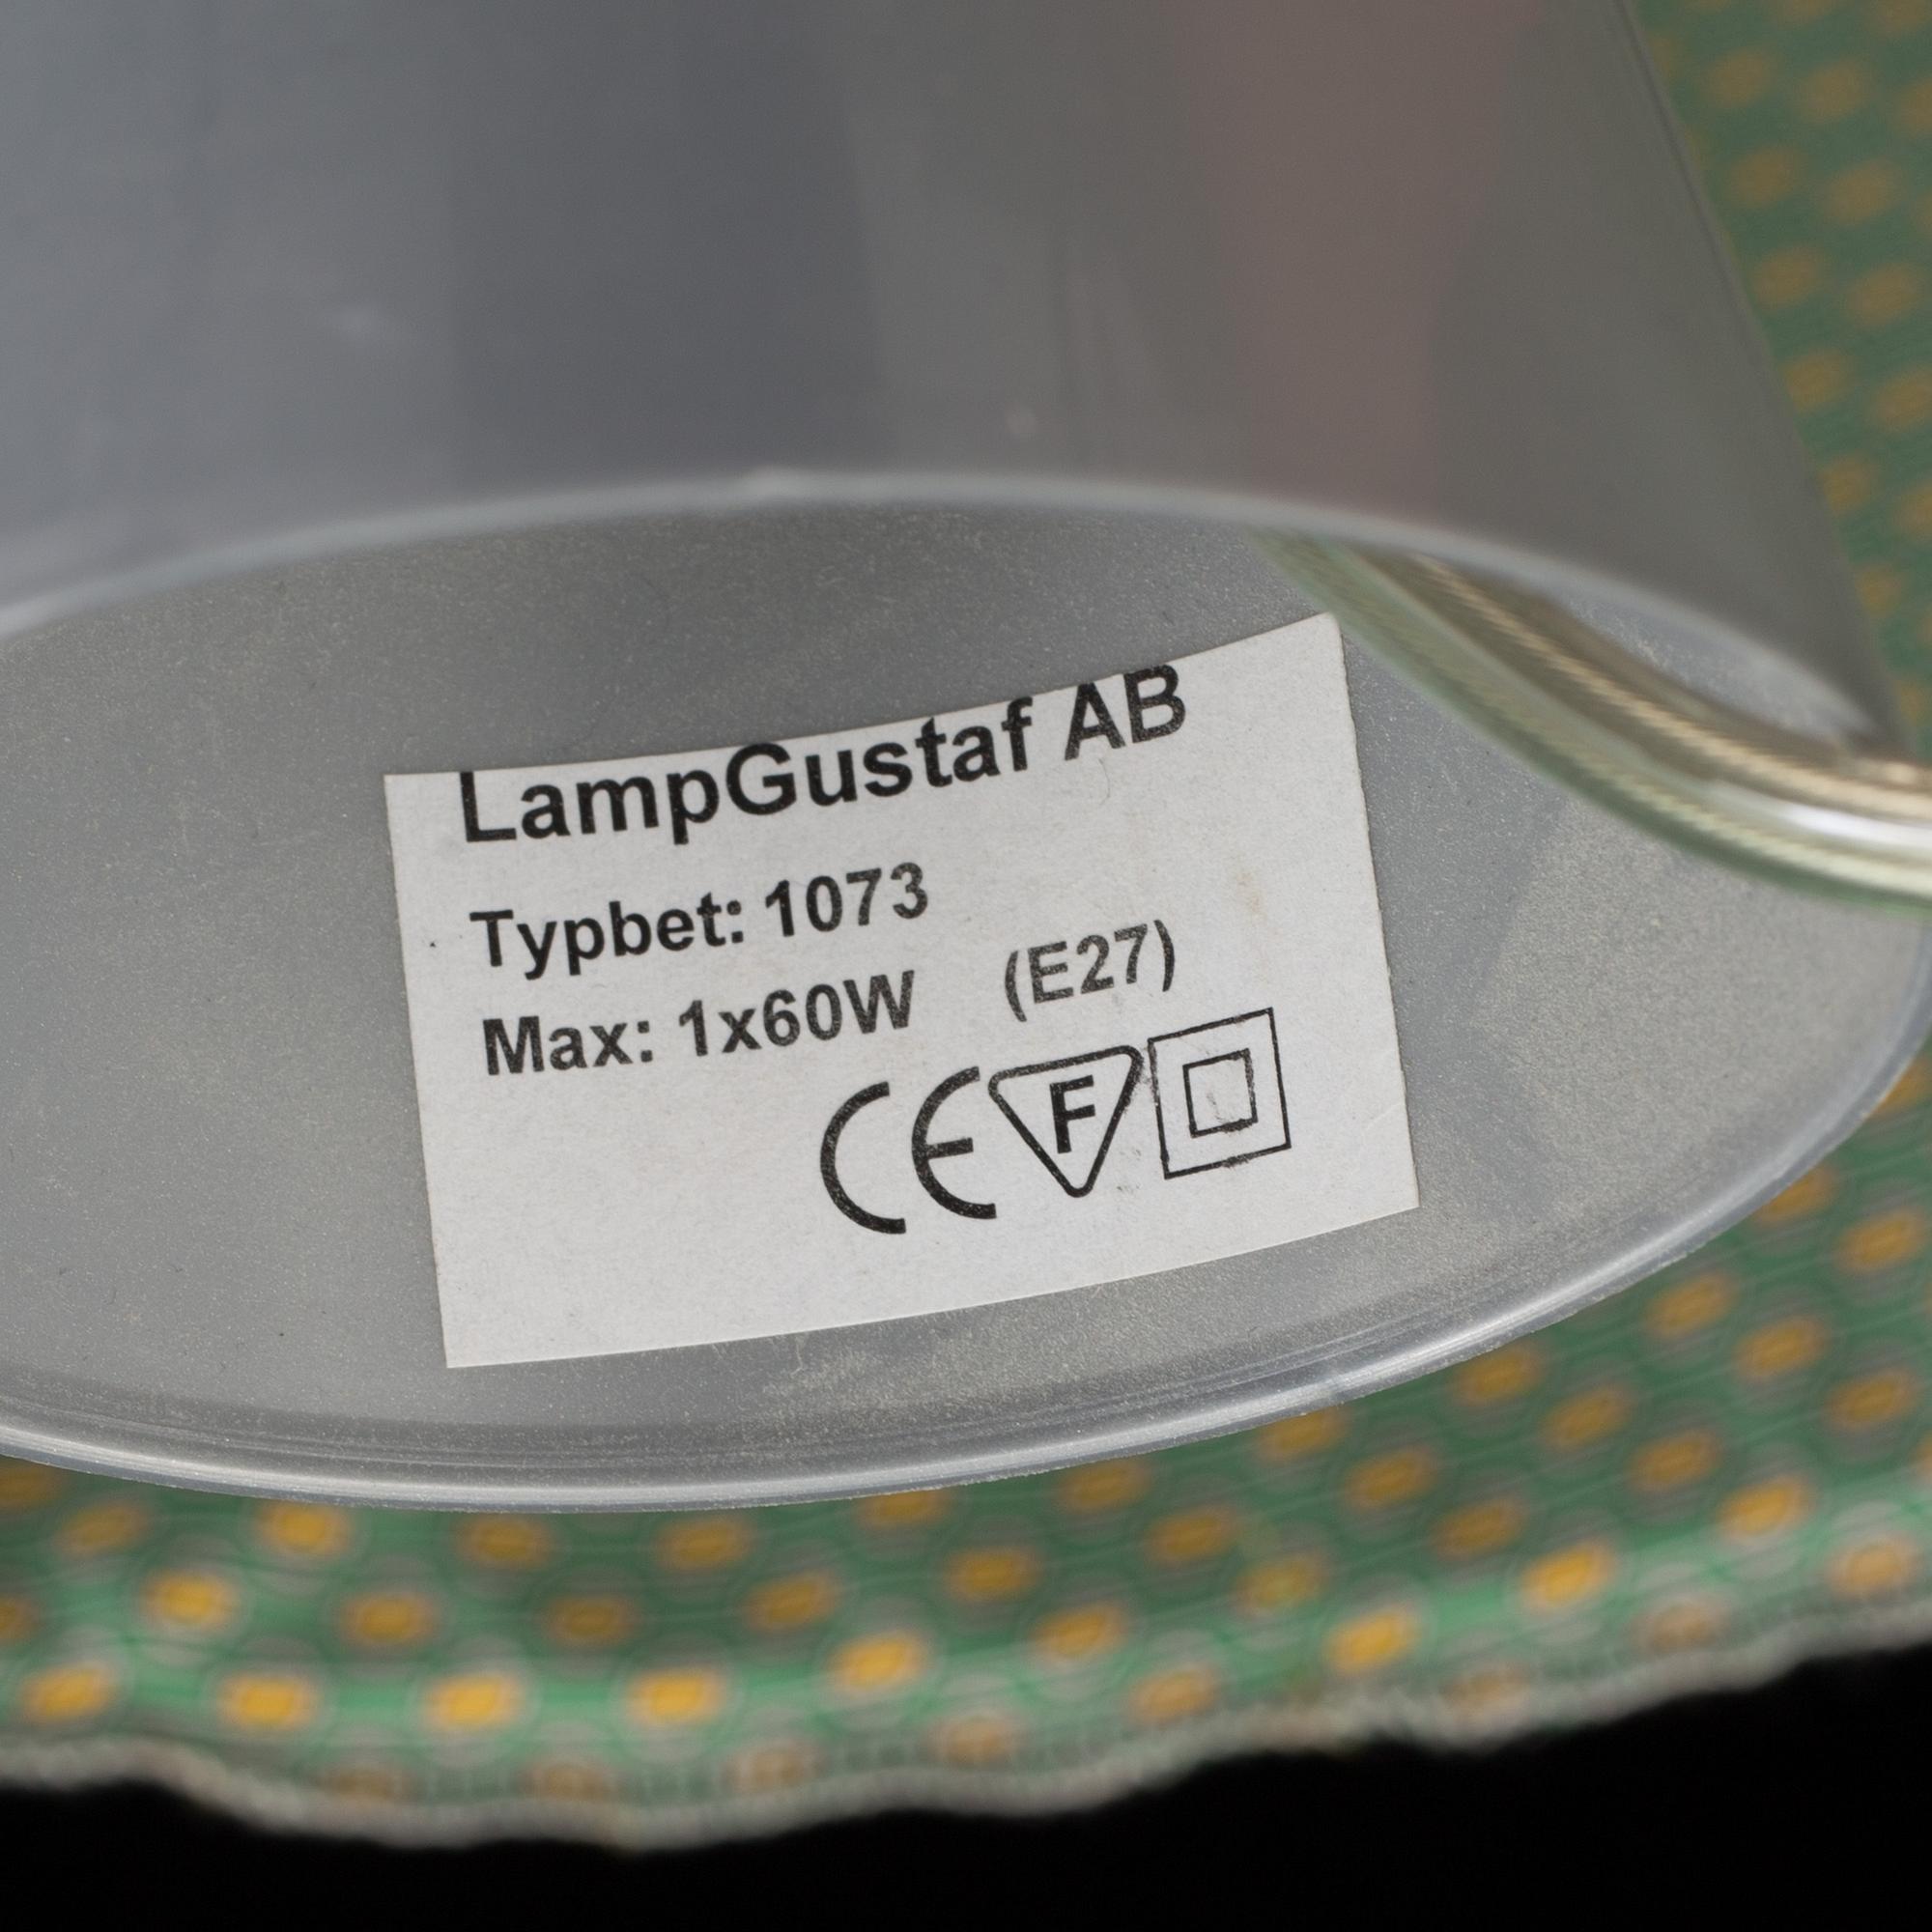 LampGustaf AB
Typbet: 1073
Max: 1x60W (E27)
CE F